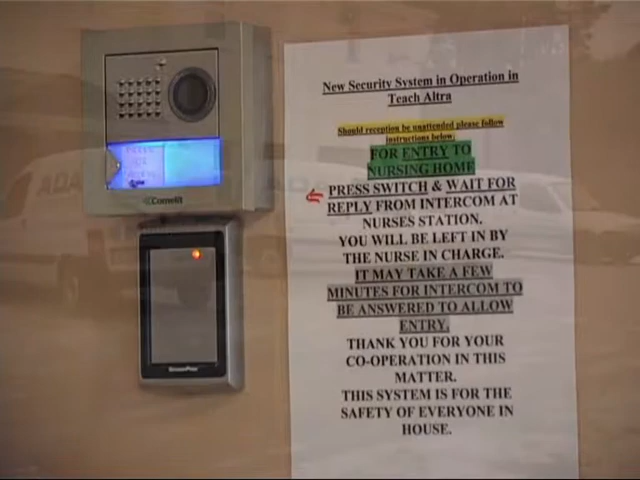 New Security System in Operation in
Teach Altra
Should reception be unattended please follow
instructions below.
FOR ENTRY TO
NURSING HOME
PRESS SWITCH & WAIT FOR
REPLY FROM INTERCOM AT
NURSES STATION.
YOU WILL BE LEFT IN BY
THE NURSE IN CHARGE.
IT MAY TAKE A FEW
MINUTES FOR INTERCOM TO
BE ANSWERED TO ALLOW
ENTRY.
THANK YOU FOR YOUR
CO-OPERATION IN THIS
MATTER.
THIS SYSTEM IS FOR THE
SAFETY OF EVERYONE IN
HOUSE.
Comelit